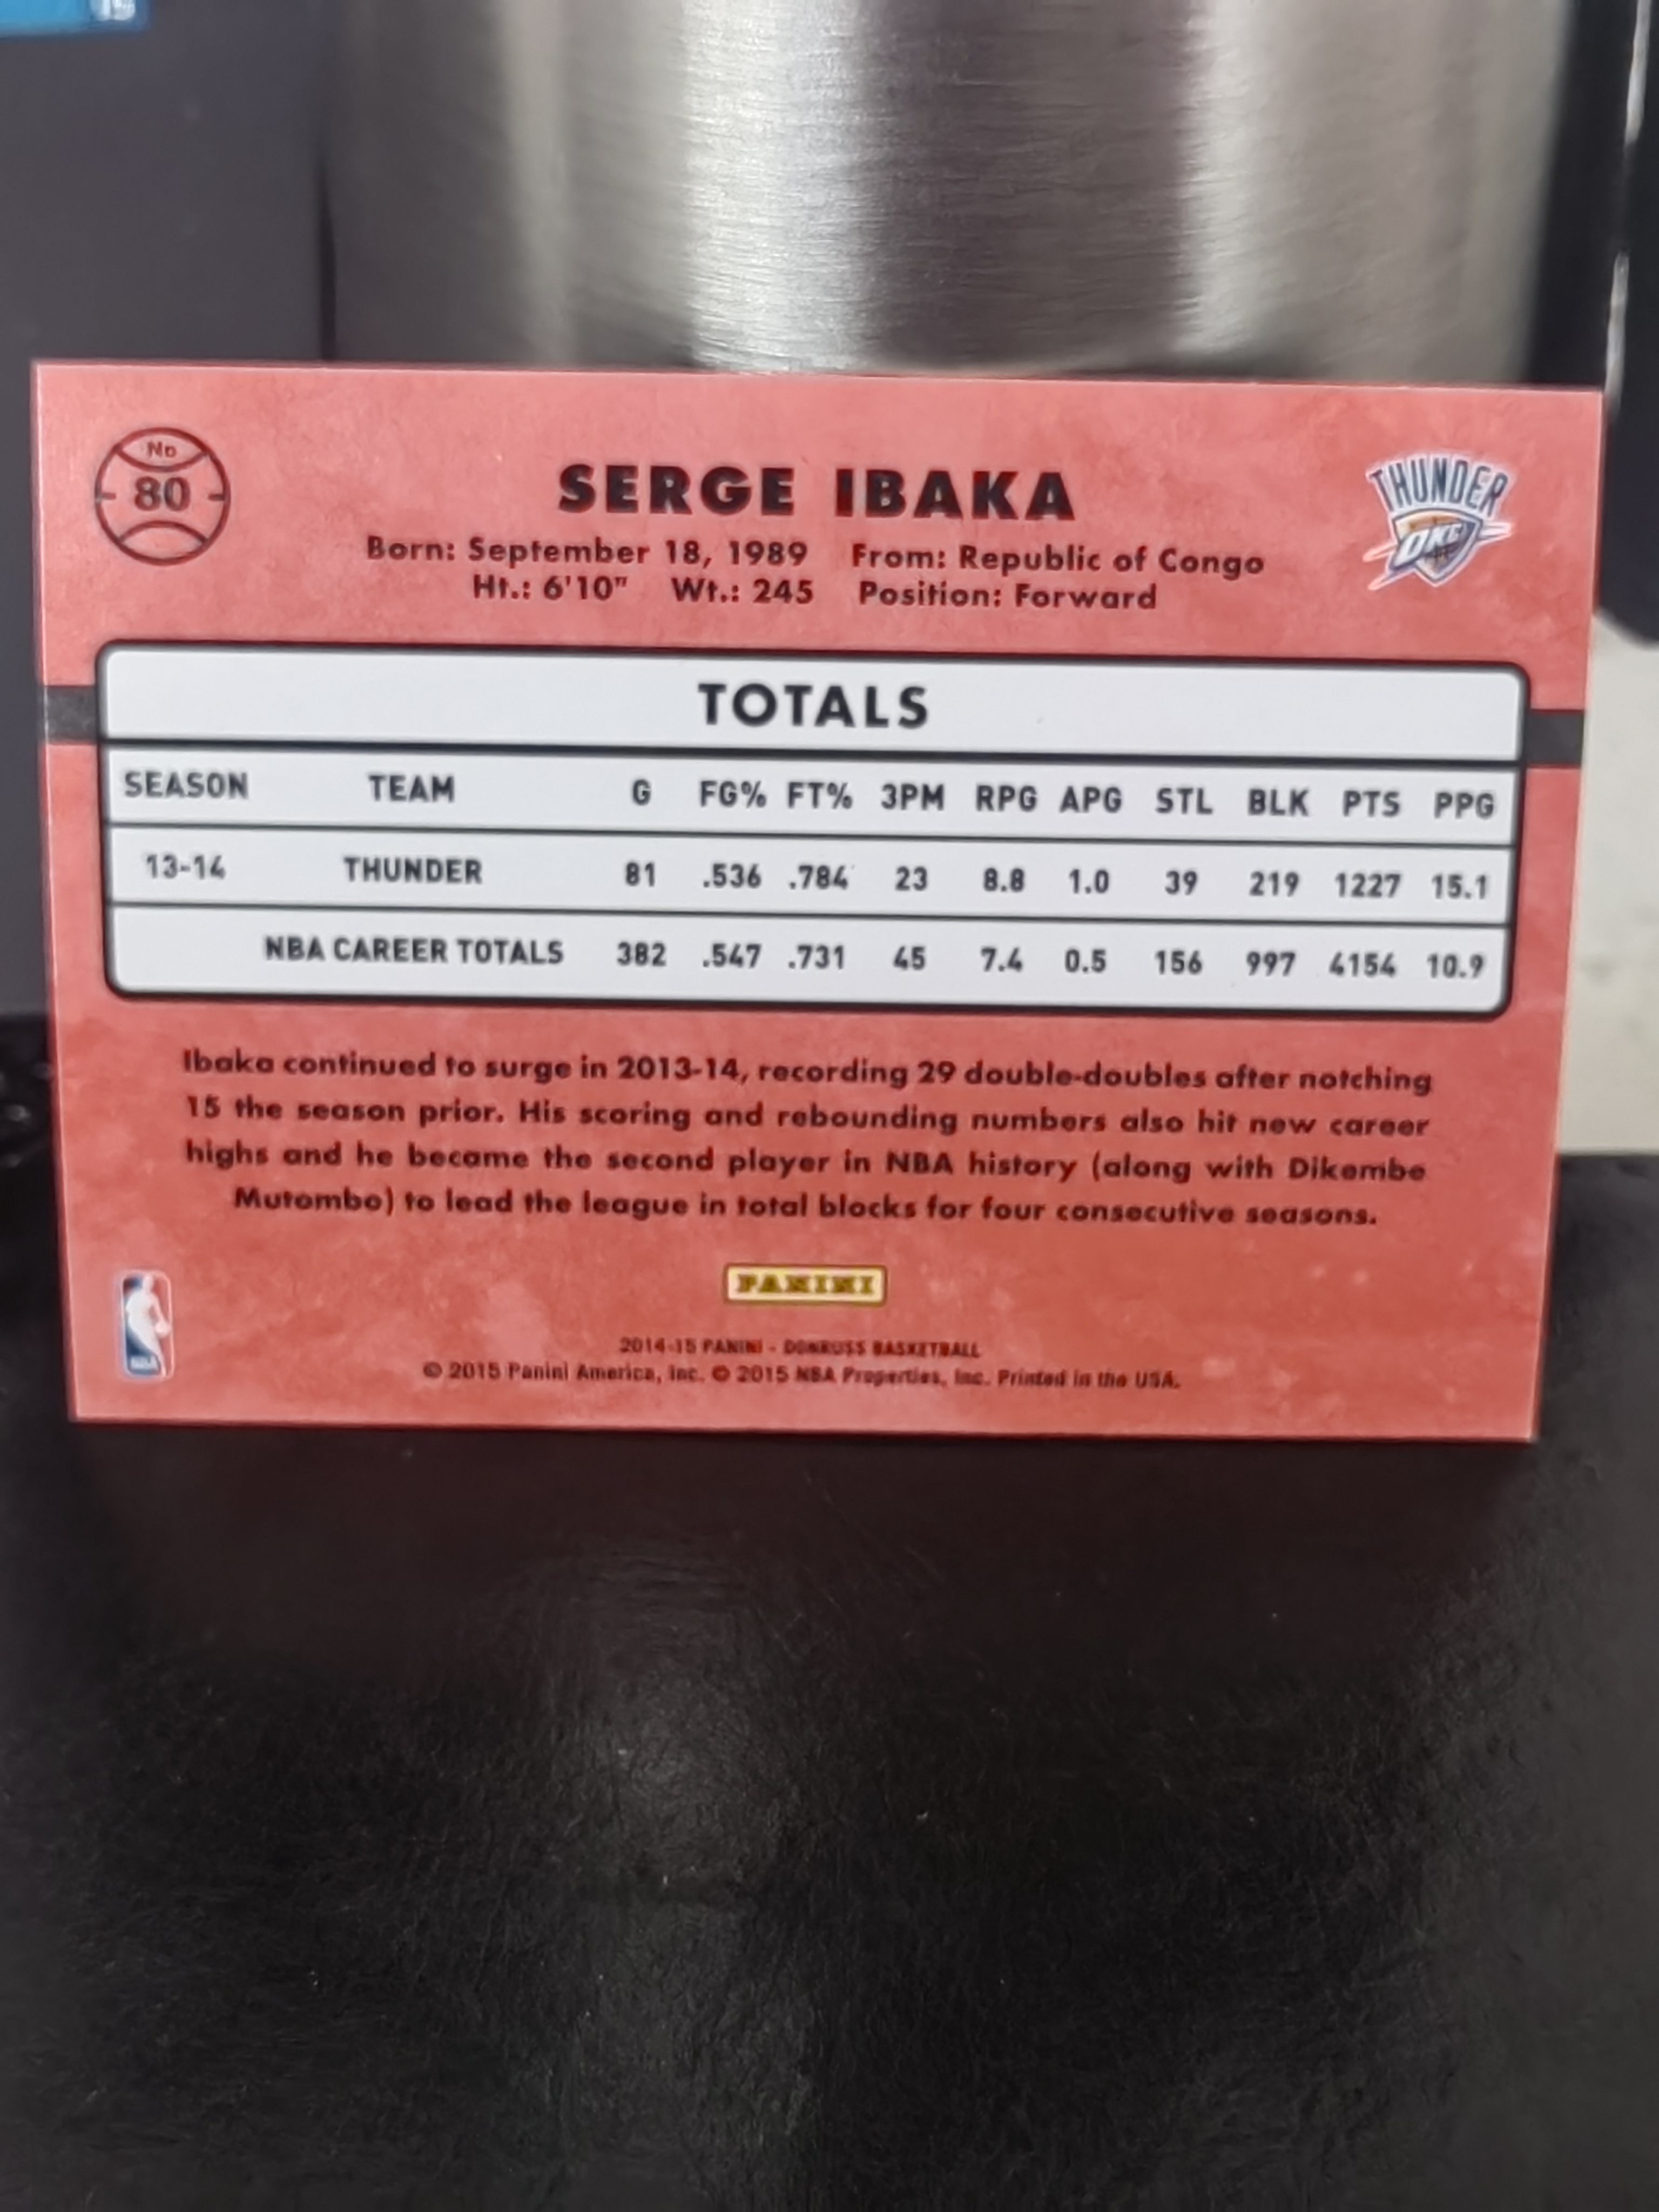 No
80
SERGE IBAKA
THUNDER
OKC
Born: September 18, 1989 From: Republic of Congo
Ht.: 6'10" Wt.: 245 Position: Forward
TOTALS
SEASON TEAM G FG% FT% 3PM RPG APG STL BLK PTS PPG
13-14 THUNDER 81 .536 .784 23 8.8 1.0 39 219 1227 15.1
NBA CAREER TOTALS 382 .547 .731 45 7.4 0.5 156 997 4154 10.9
Ibaka continued to surge in 2013-14, recording 29 double-doubles after notching
15 the season prior. His scoring and rebounding numbers also hit new career
highs and he became the second player in NBA history (along with Dikembe
Mutombo) to lead the league in total blocks for four consecutive seasons.
PANINI
NBA
2014-15 PANINI - DONRUSS BASKETBALL
© 2015 Panini America, Inc. © 2015 NBA Properties, Inc. Printed in the USA.